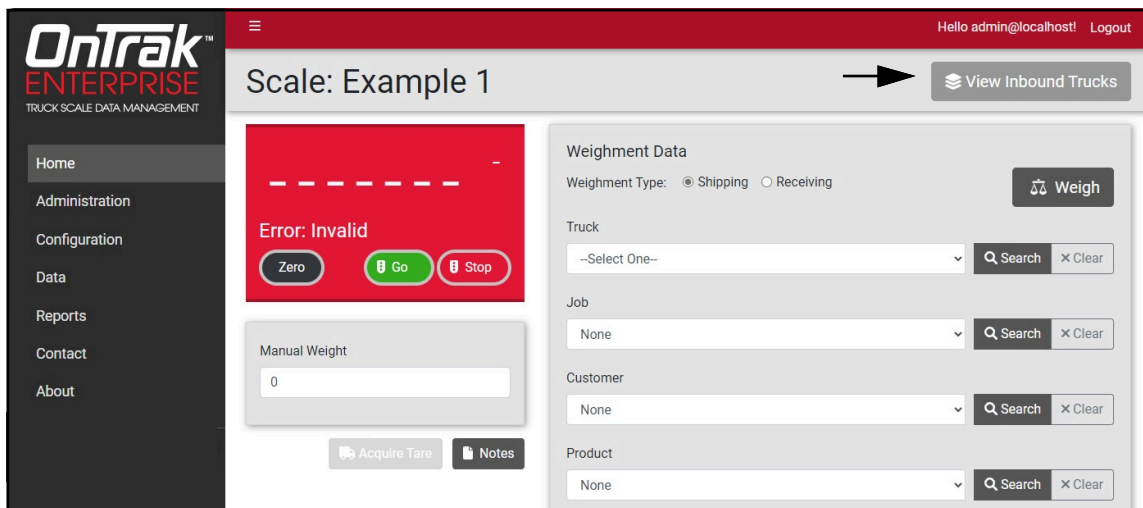 OnTrak™
ENTERPRISE
TRUCK SCALE DATA MANAGEMENT
Home
Administration
Configuration
Data
Reports
Contact
About
Hello admin@localhost! Logout
Scale: Example 1
View Inbound Trucks
Error: Invalid
Zero Go Stop
Manual Weight
0
Acquire Tare Notes
Weighment Data
Weighment Type: Shipping Receiving
Weigh
Truck
--Select One-- Search Clear
Job
None Search Clear
Customer
None Search Clear
Product
None Search Clear